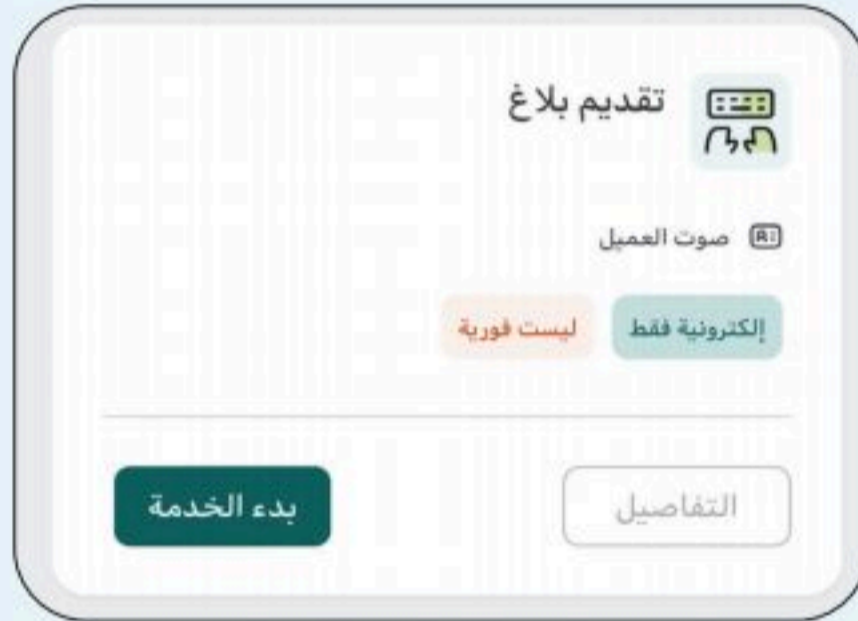 تقديم بلاغ
صوت العميل
إلكترونية فقط ليست فورية
التفاصيل بدء الخدمة